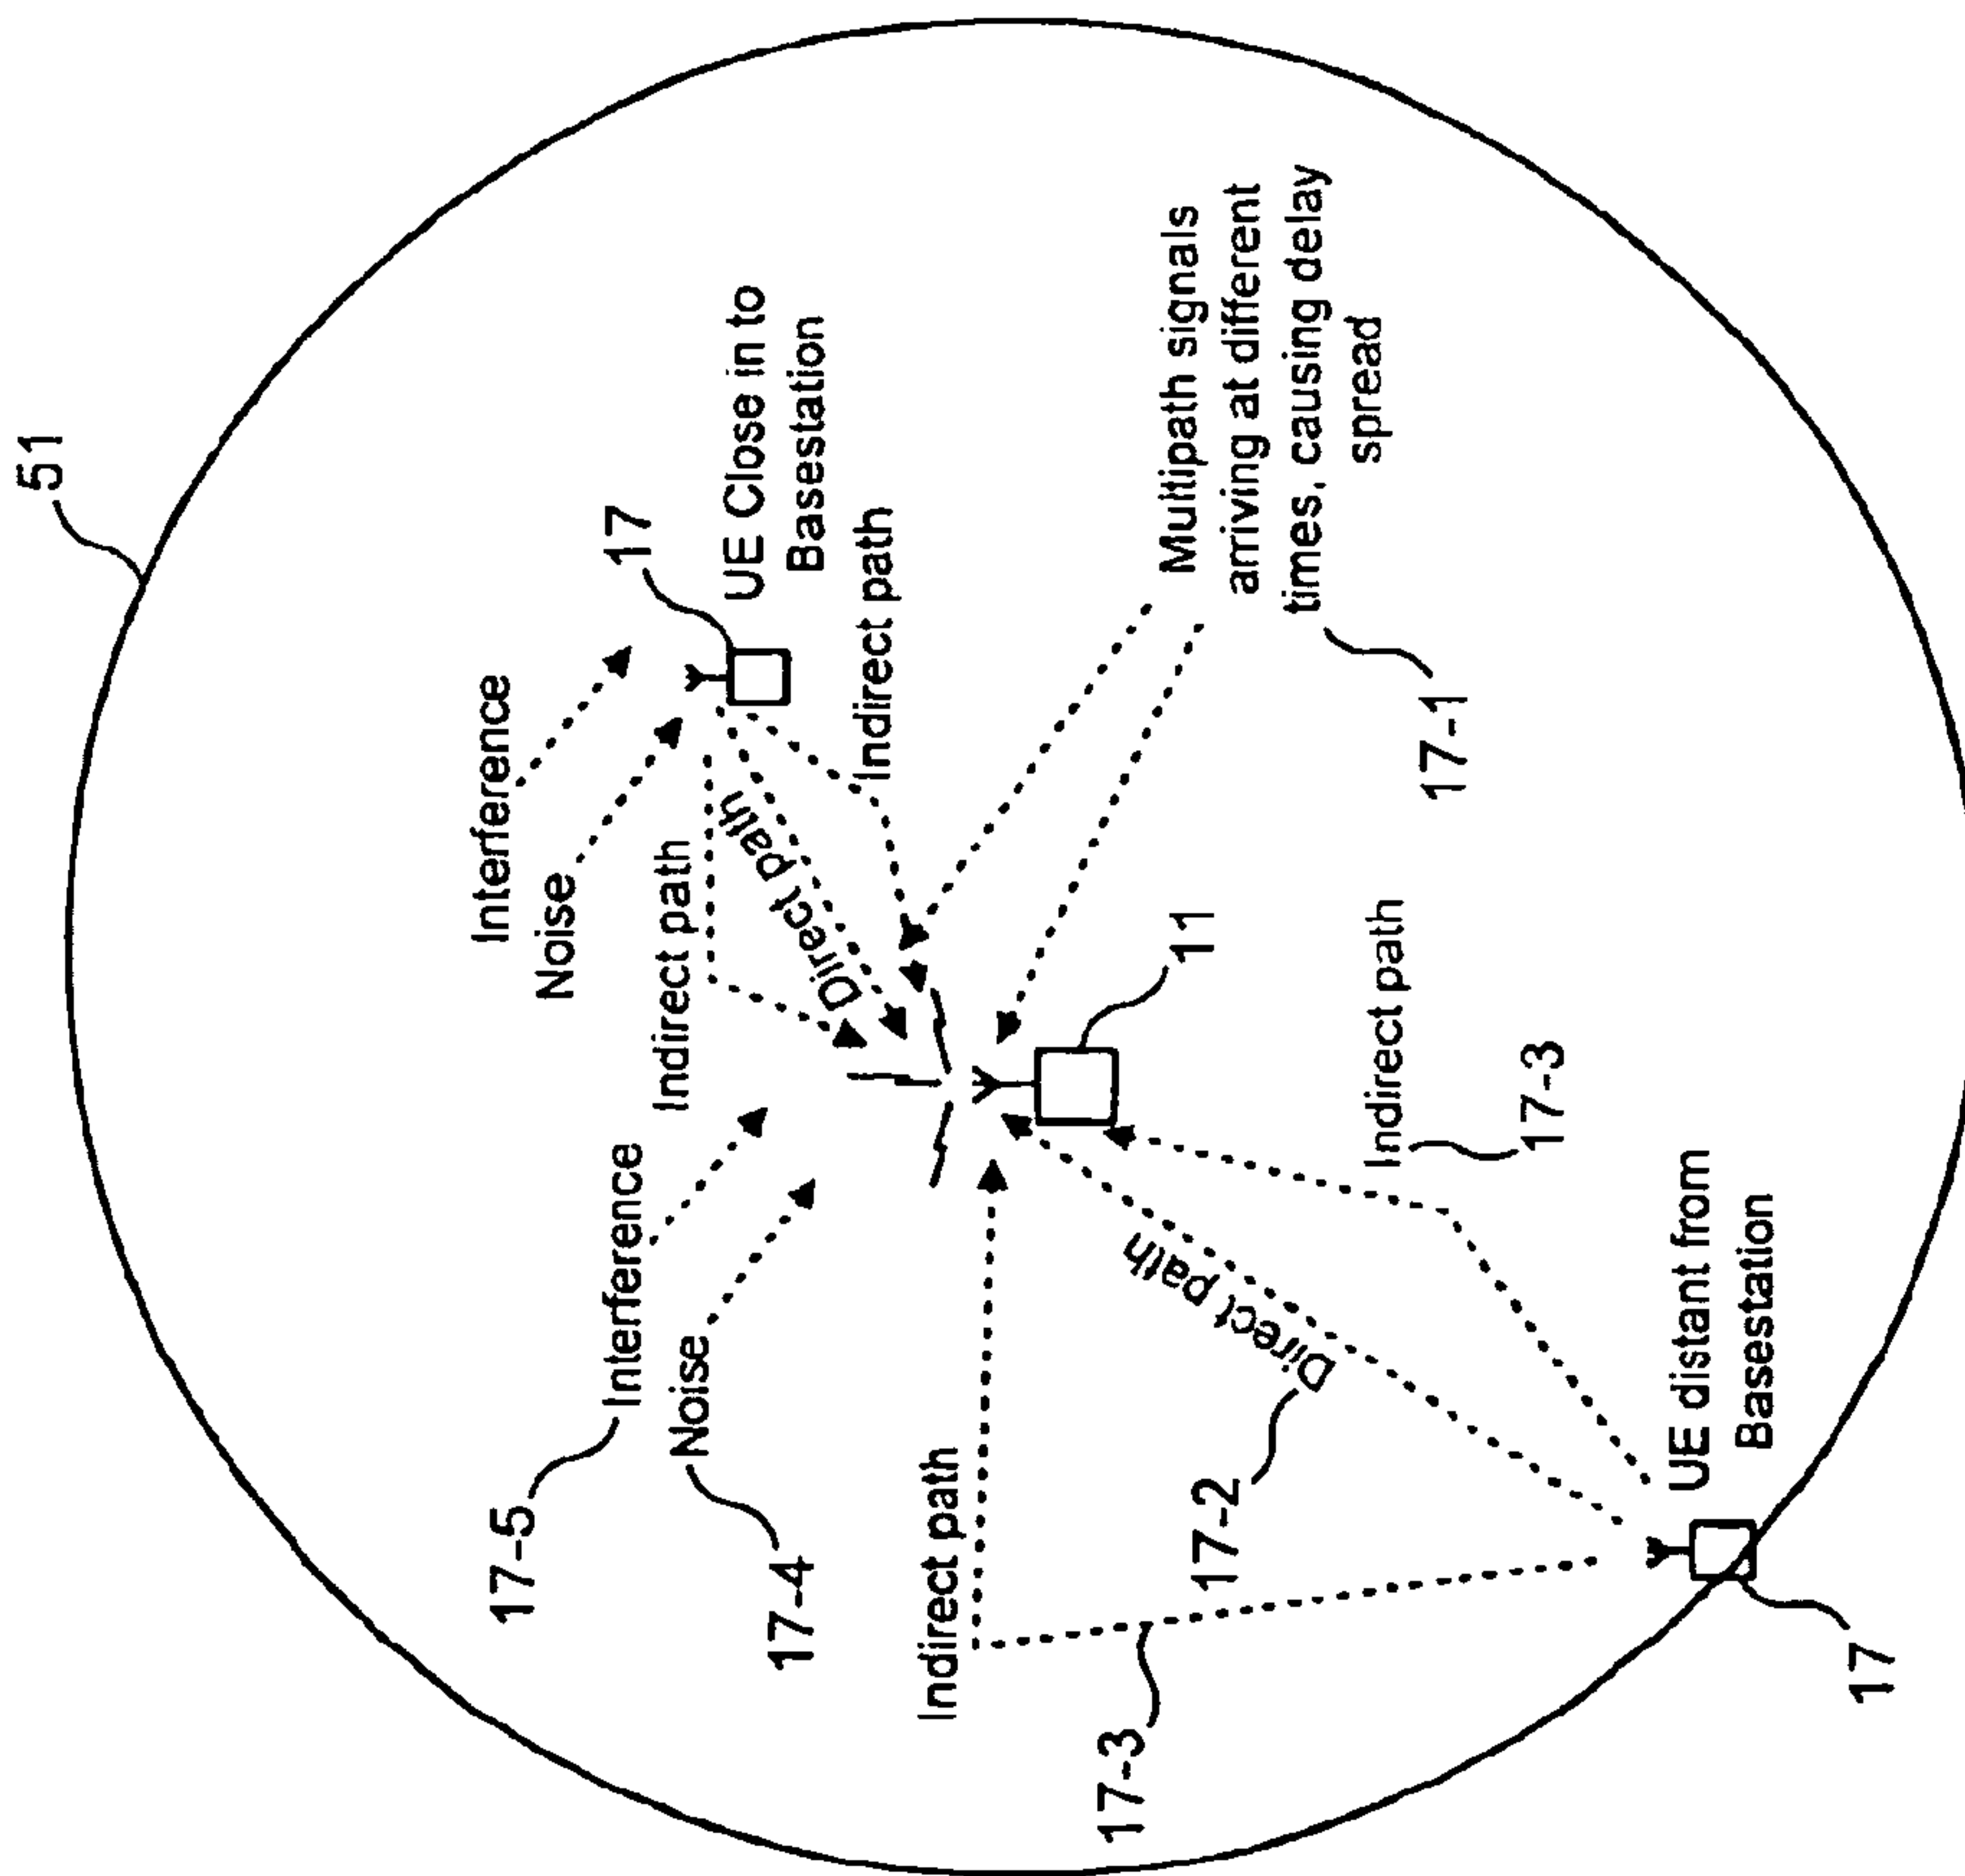 51
17
UE Close in to
Basestation
Interference
Noise
Indirect path
Direct path
Indirect path
Multipath signals
arriving at different
times, causing delay
spread
17-1
11
17-5
Interference
17-4
Noise
Indirect path
17-3
17-2
Direct path
Indirect path
17-3
UE distant from
Basestation
17